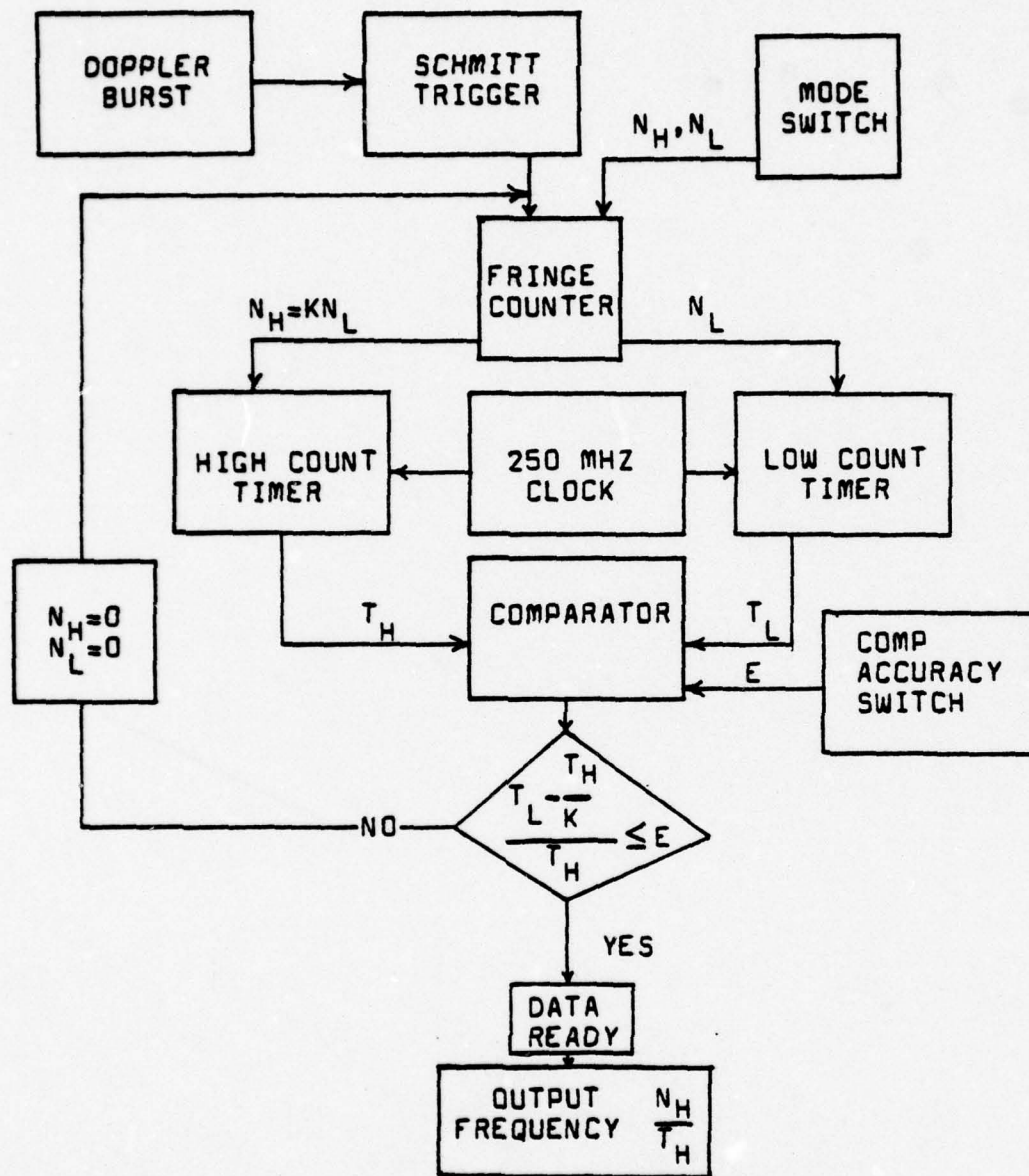 DOPPLER
BURST
SCHMITT
TRIGGER
MODE
SWITCH
N_H, N_L
FRINGE
COUNTER
N_H=KN_L
N_L
HIGH COUNT
TIMER
250 MHZ
CLOCK
LOW COUNT
TIMER
N_H=0
N_L=0
T_H
COMPARATOR
T_L
E
COMP
ACCURACY
SWITCH
T_H
T_L - K
T_H ≤ E
NO
YES
DATA
READY
OUTPUT
FREQUENCY
N_H
T_H